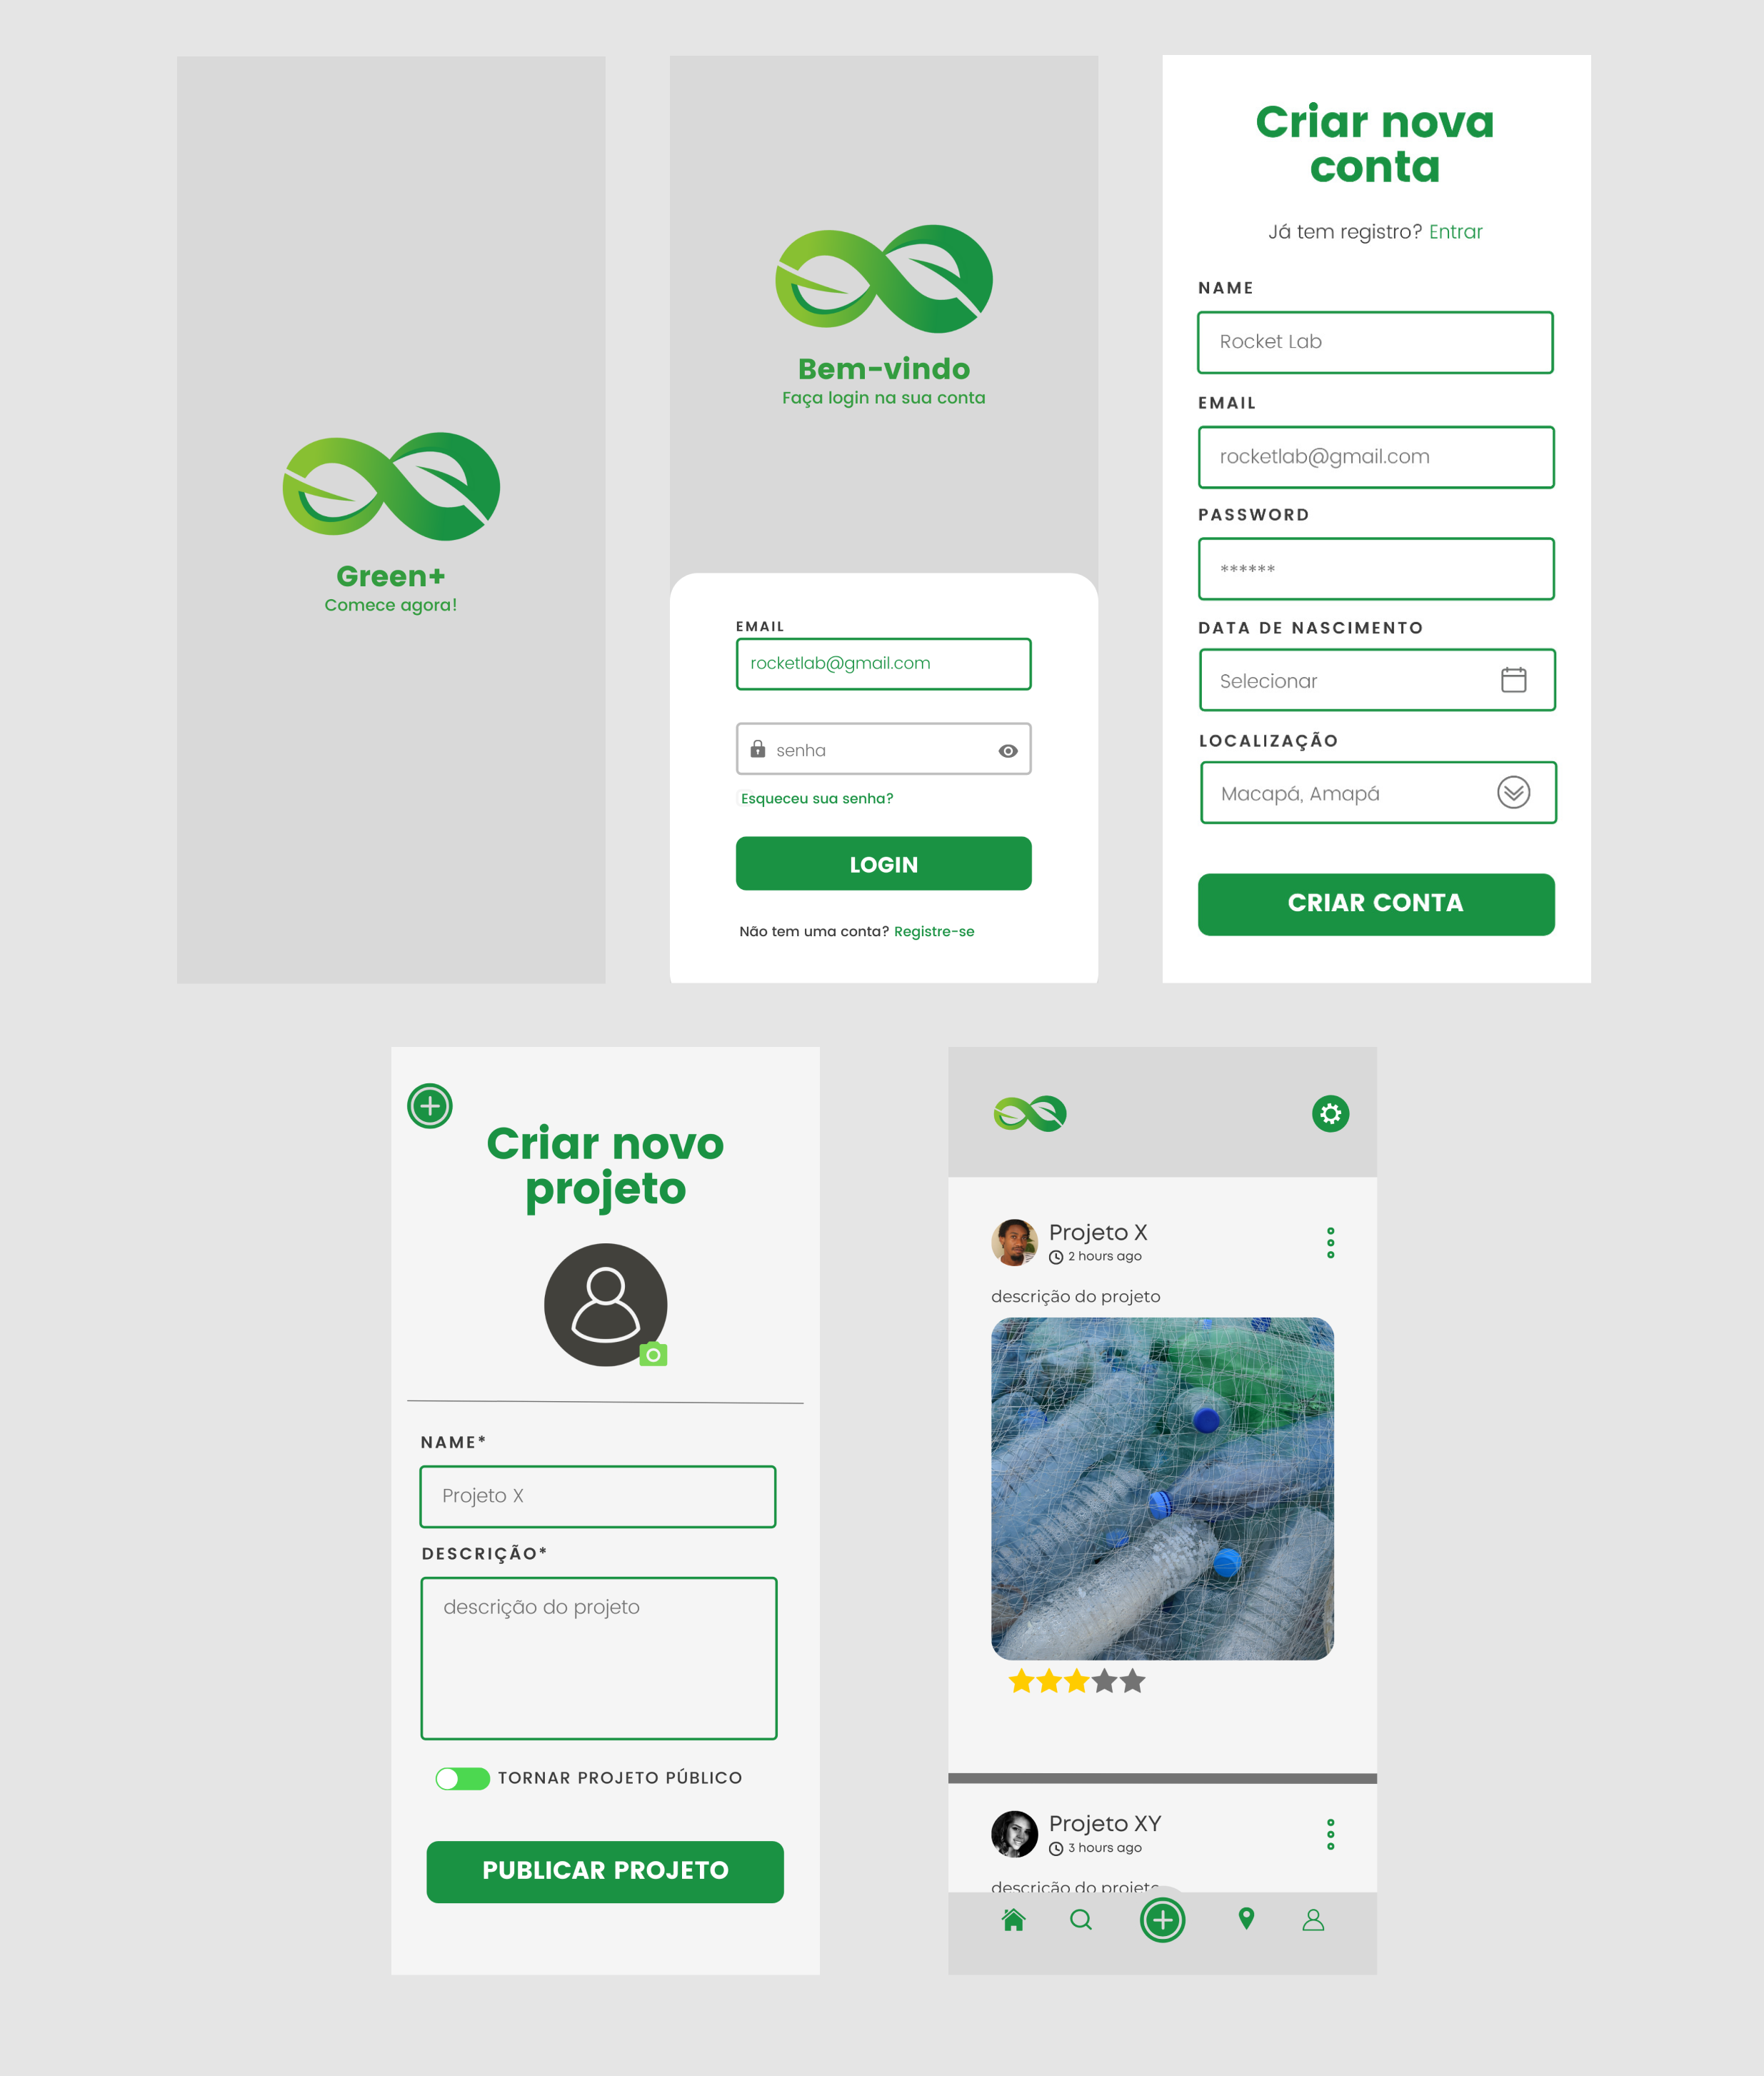 Green+
Comece agora!
Bem-vindo
Faça login na sua conta
EMAIL
rocketlab@gmail.com
senha
Esqueceu sua senha?
LOGIN
Não tem uma conta? Registre-se
Criar nova
conta
Já tem registro? Entrar
NAME
Rocket Lab
EMAIL
rocketlab@gmail.com
PASSWORD
******
DATA DE NASCIMENTO
Selecionar
LOCALIZAÇÃO
Macapá, Amapá
CRIAR CONTA
Criar novo
projeto
NAME*
Projeto X
DESCRIÇÃO*
descrição do projeto
TORNAR PROJETO PÚBLICO
PUBLICAR PROJETO
Projeto X
2 hours ago
descrição do projeto
Projeto XY
3 hours ago
descrição do projeto